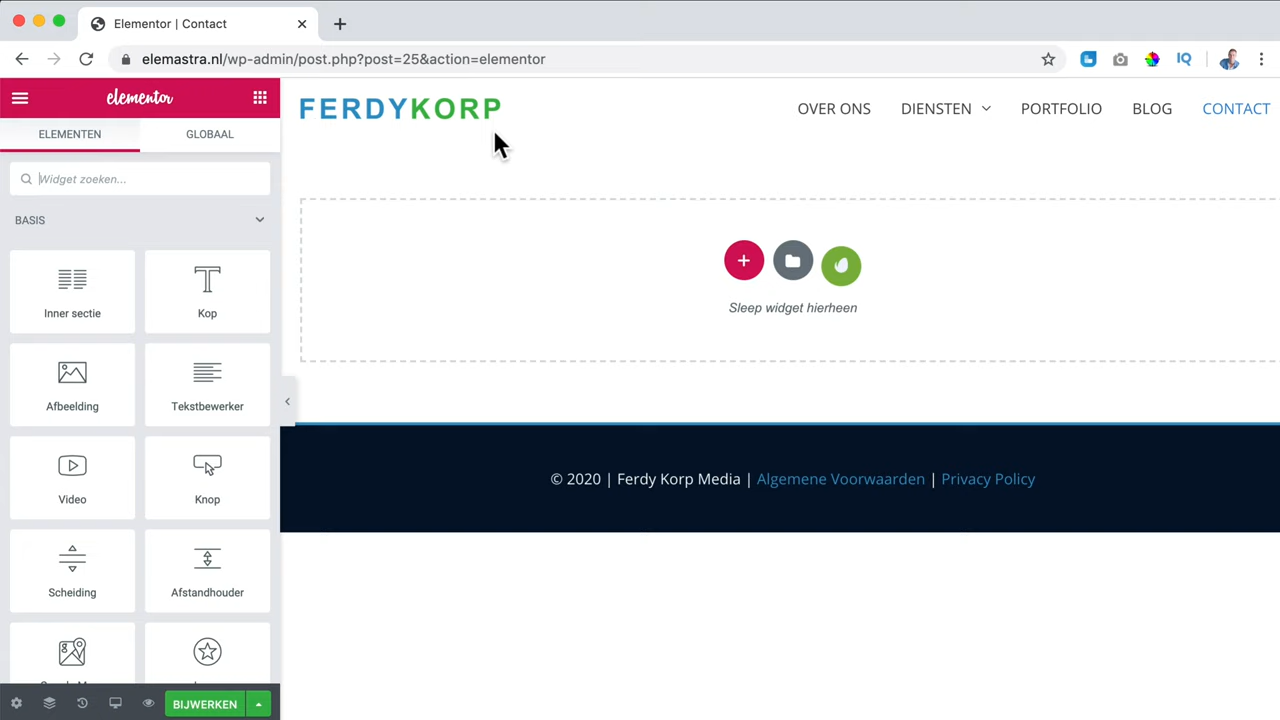 Elementor | Contact
elemastra.nl/wp-admin/post.php?post=25&action=elementor
IQ
elementor
ELEMENTEN
GLOBAAL
Widget zoeken...
BASIS
Inner sectie
Kop
Afbeelding
Tekstbewerker
Video
Knop
Scheiding
Afstandhouder
BIJWERKEN
FERDYKORP
OVER ONS
DIENSTEN
PORTFOLIO
BLOG
CONTACT
Sleep widget hierheen
© 2020 | Ferdy Korp Media | Algemene Voorwaarden | Privacy Policy